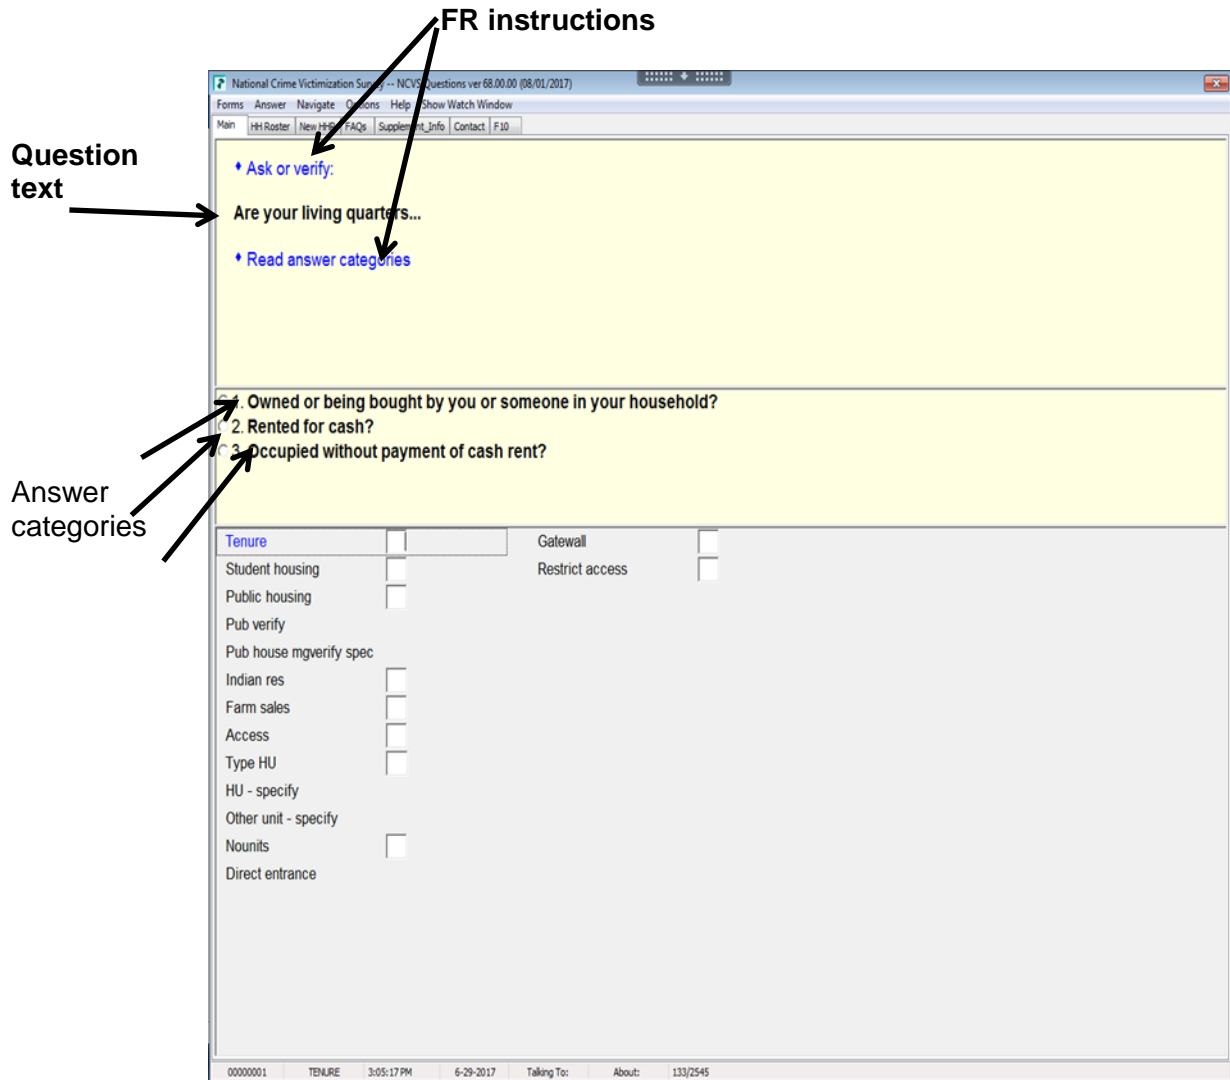 FR instructions
National Crime Victimization Survey -- NCVS Questions ver 68.00.00 (08/01/2017)
Forms Answer Navigate Options Help Show Watch Window
Main HH Roster New HHR FAQs Supplement_Info Contact F10
Question
text
Ask or verify:
Are your living quarters...
Read answer categories
1. Owned or being bought by you or someone in your household?
2. Rented for cash?
3. Occupied without payment of cash rent?
Answer
categories
Tenure Gatewall
Student housing Restrict access
Public housing
Pub verify
Pub house mgverify spec
Indian res
Farm sales
Access
Type HU
HU - specify
Other unit - specify
Nounits
Direct entrance
00000001 TENURE 3:05:17 PM 6-29-2017 Talking To: About: 133/2545